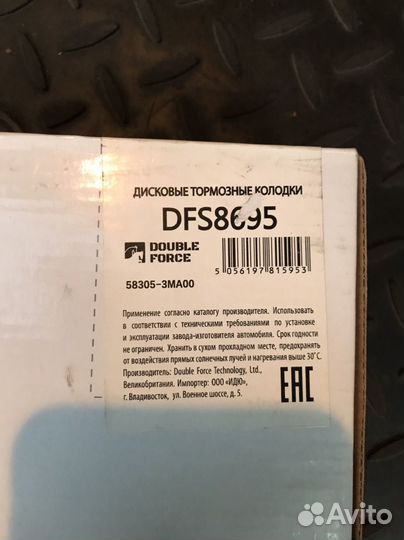 ДИСКОВЫЕ ТОРМОЗНЫЕ КОЛОДКИ
DFS8695
DOUBLE
FORCE
5 056197 815953
58305-3MA00
Применение согласно каталогу производителя. Использовать
в соответствии с техническими требованиями по установке
и эксплуатации завода-изготовителя автомобиля. Срок годности
не ограничен. Хранить в сухом прохладном месте, предохранять
от воздействия прямых солнечных лучей и нагревания выше 30˚C.
Производитель: Double Force Technology, Ltd.,
Великобритания. Импортер: ООО «ИДЮ»,
г. Владивосток, ул. Военное шоссе, д. 5.
EAC
Avito